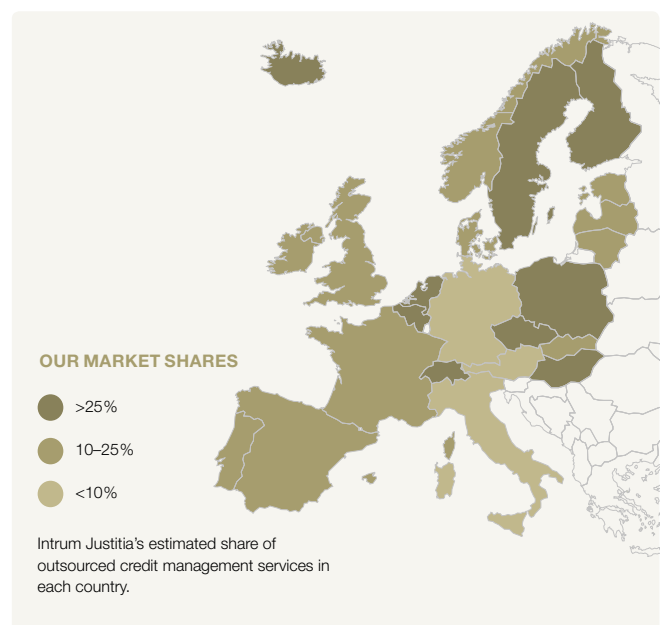 OUR MARKET SHARES
>25%
10–25%
<10%
Intrum Justitia’s estimated share of
outsourced credit management services in
each country.